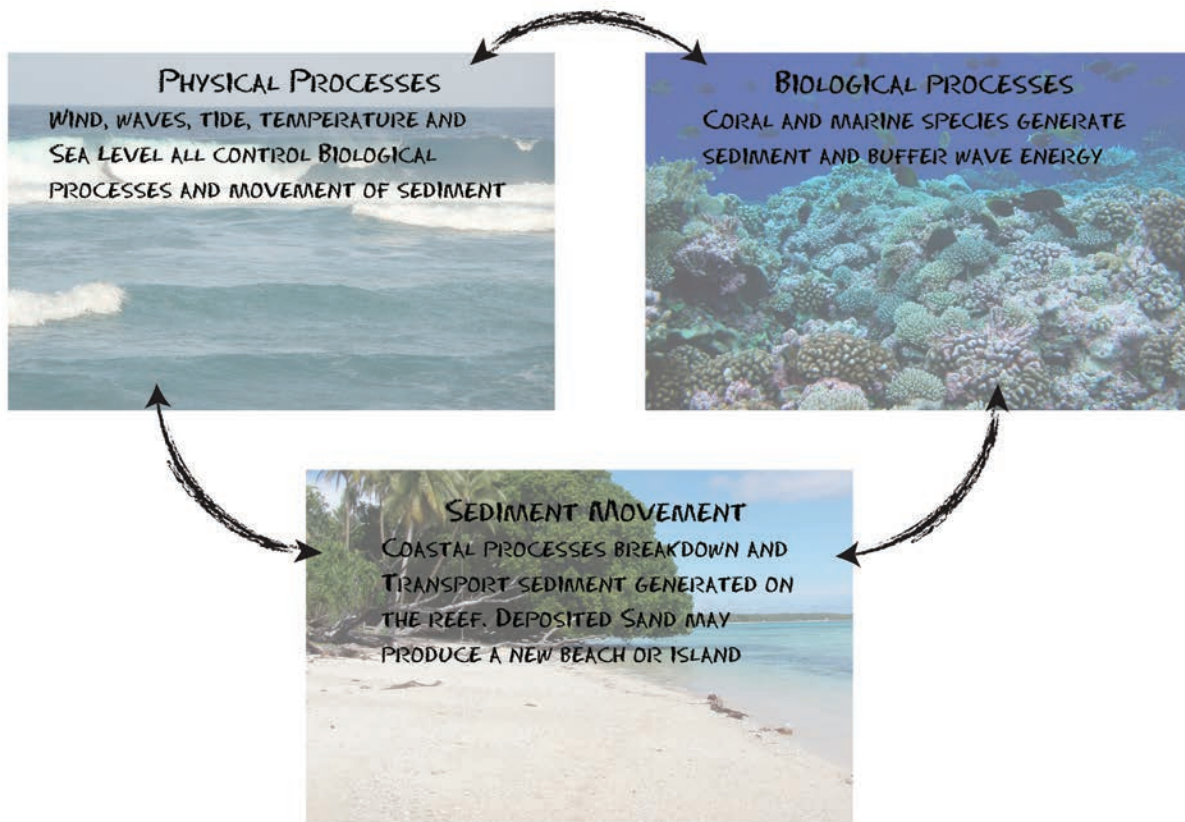 Physical Processes
Wind, waves, tide, temperature and
Sea Level all control Biological
processes and movement of sediment
Biological processes
Coral and marine species generate
sediment and buffer wave energy
Sediment Movement
Coastal processes breakdown and
Transport sediment generated on
the reef. Deposited Sand may
produce a new beach or Island